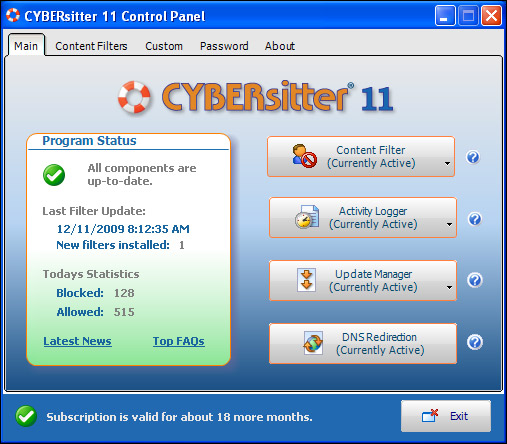 CYBERsitter 11 Control Panel
Main Content Filters Custom Password About
CYBERsitter® 11
Program Status
All components are
up-to-date.
Last Filter Update:
12/11/2009 8:12:35 AM
New filters installed: 1
Todays Statistics
Blocked: 128
Allowed: 515
Latest News Top FAQs
Content Filter
(Currently Active)
?
Activity Logger
(Currently Active)
?
Update Manager
(Currently Active)
?
DNS Redirection
(Currently Active)
?
Subscription is valid for about 18 more months.
Exit